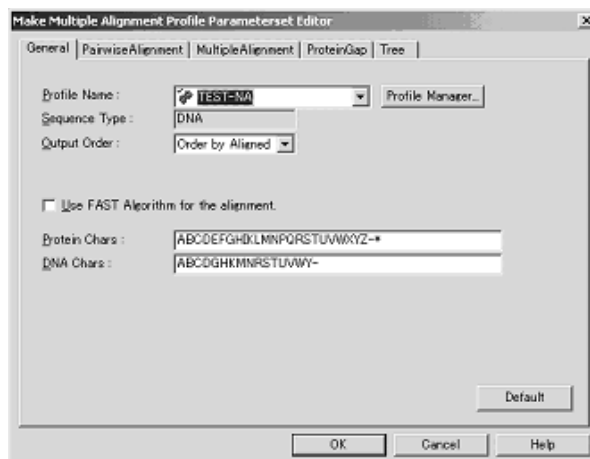 Make Multiple Alignment Profile Parameterset Editor
General PairwiseAlignment MultipleAlignment ProteinGap Tree
Profile Name : TEST-NA Profile Manager...
Sequence Type : DNA
Output Order : Order by Aligned
Use FAST Algorithm for the alignment.
Protein Chars : ABCDEFGHIKLMNPQRSTUVWXYZ-*
DNA Chars : ABCDGHKMNRSTUVWY-
Default
OK Cancel Help